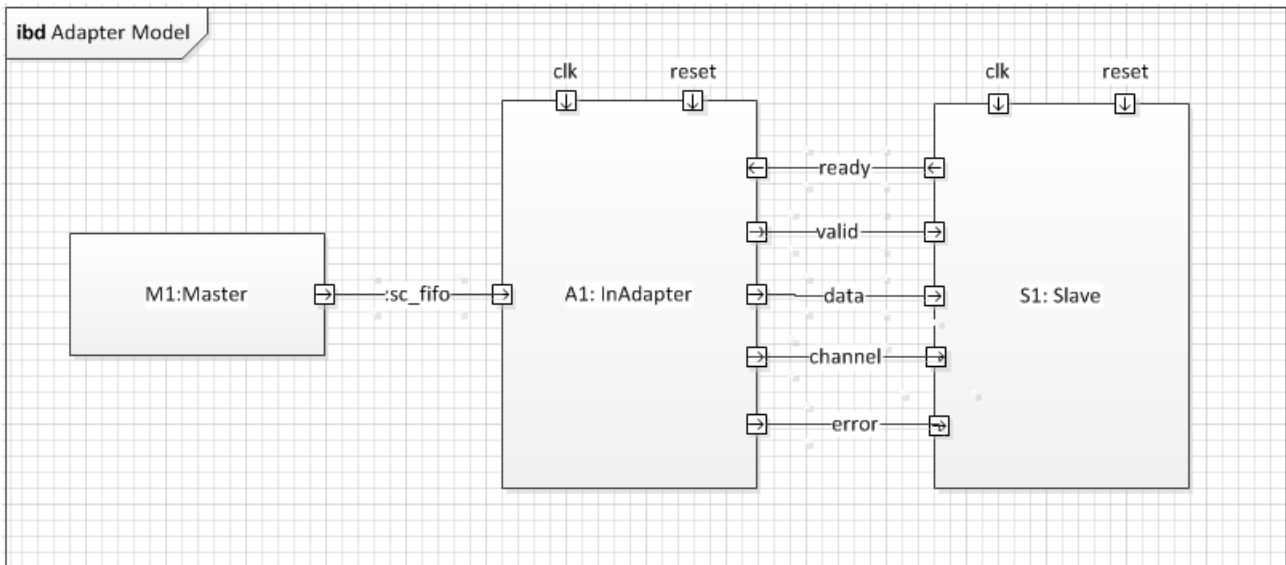 ibd Adapter Model
clk
reset
clk
reset
ready
valid
M1:Master
:sc_fifo
A1: InAdapter
data
S1: Slave
channel
error